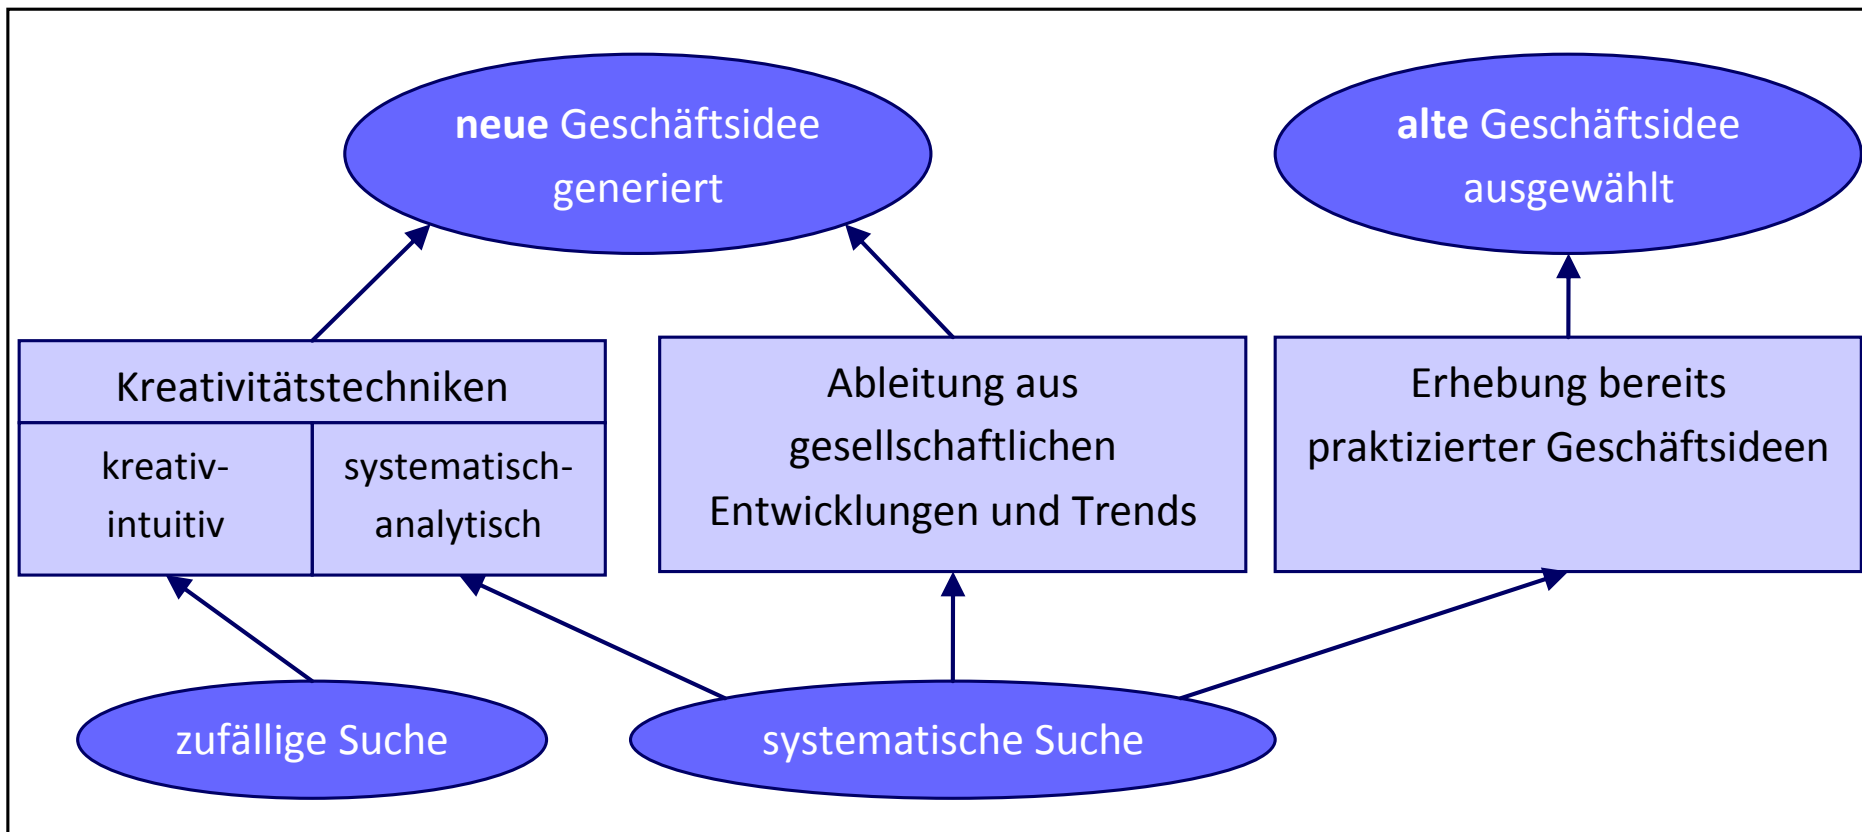 neue Geschäftsidee
generiert
alte Geschäftsidee
ausgewählt
Kreativitätstechniken
kreativ-
intuitiv
systematisch-
analytisch
Ableitung aus
gesellschaftlichen
Entwicklungen und Trends
Erhebung bereits
praktizierter Geschäftsideen
zufällige Suche
systematische Suche